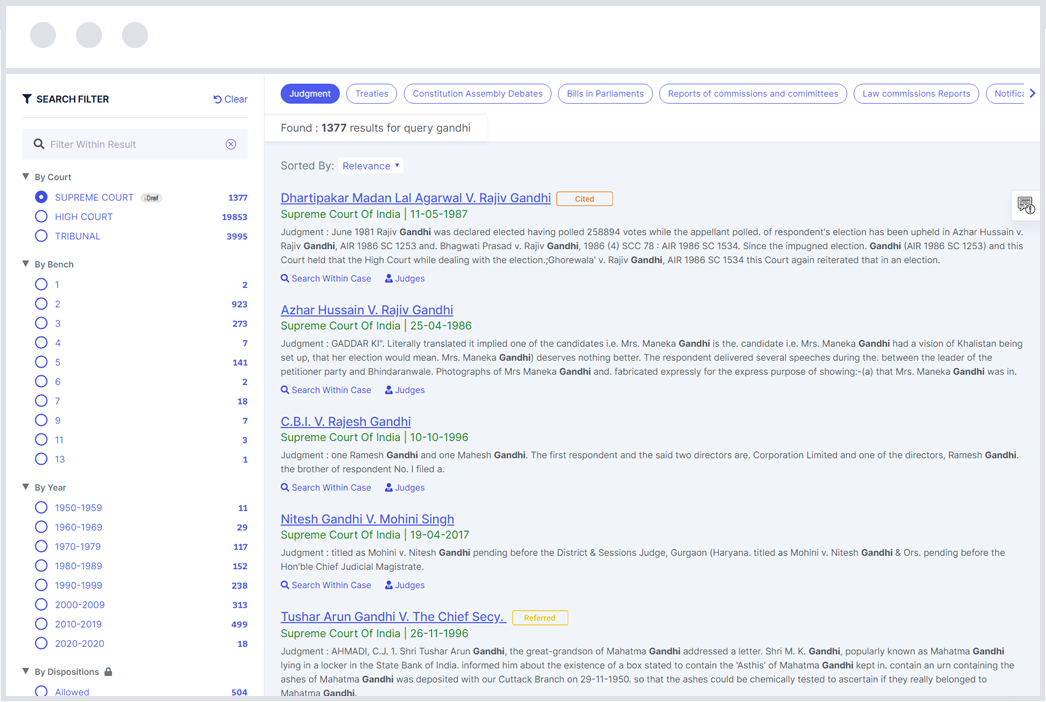 SEARCH FILTER
Clear
Filter Within Result
By Court
SUPREME COURT iDraf 1377
HIGH COURT 19853
TRIBUNAL 3995
By Bench
1 2
2 923
3 273
4 7
5 141
6 2
7 18
9 7
11 3
13 1
By Year
1950-1959 11
1960-1969 29
1970-1979 117
1980-1989 152
1990-1999 238
2000-2009 313
2010-2019 499
2020-2020 18
By Dispositions
Allowed 504
Judgment Treaties Constitution Assembly Debates Bills in Parliaments Reports of commissions and comimittees Law commissions Reports Notifica
Found : 1377 results for query gandhi
Sorted By: Relevance
Dhartipakar Madan Lal Agarwal V. Rajiv Gandhi Cited
Supreme Court Of India | 11-05-1987
Judgment : June 1981 Rajiv Gandhi was declared elected having polled 258894 votes while the appellant polled. of respondent's election has been upheld in Azhar Hussain v.
Rajiv Gandhi, AIR 1986 SC 1253 and. Bhagwati Prasad v. Rajiv Gandhi, 1986 (4) SCC 78 : AIR 1986 SC 1534. Since the impugned election. Gandhi (AIR 1986 SC 1253) and this
Court held that the High Court while dealing with the election.;Ghorewala' v. Rajiv Gandhi, AIR 1986 SC 1534 this Court again reiterated that in an election.
Search Within Case Judges
Azhar Hussain V. Rajiv Gandhi
Supreme Court Of India | 25-04-1986
Judgment : GADDAR KI". Literally translated it implied one of the candidates i.e. Mrs. Maneka Gandhi is the. candidate i.e. Mrs. Maneka Gandhi had a vision of Khalistan being
set up, that her election would mean. Mrs. Maneka Gandhi) deserves nothing better. The respondent delivered several speeches during the. between the leader of the
petitioner party and Bhindaranwale. Photographs of Mrs Maneka Gandhi and. fabricated expressly for the express purpose of showing:-(a) that Mrs. Maneka Gandhi was in.
Search Within Case Judges
C.B.I. V. Rajesh Gandhi
Supreme Court Of India | 10-10-1996
Judgment : one Ramesh Gandhi and one Mahesh Gandhi. The first respondent and the said two directors are. Corporation Limited and one of the directors, Ramesh Gandhi.
the brother of respondent No. I filed a.
Search Within Case Judges
Nitesh Gandhi V. Mohini Singh
Supreme Court Of India | 19-04-2017
Judgment : titled as Mohini v. Nitesh Gandhi pending before the District & Sessions Judge, Gurgaon (Haryana. titled as Mohini v. Nitesh Gandhi & Ors. pending before the
Hon'ble Chief Judicial Magistrate.
Search Within Case Judges
Tushar Arun Gandhi V. The Chief Secy. Referred
Supreme Court Of India | 26-11-1996
Judgment : AHMADI, C.J. 1. Shri Tushar Arun Gandhi, the great-grandson of Mahatma Gandhi addressed a letter. Shri M. K. Gandhi, popularly known as Mahatma Gandhi
lying in a locker in the State Bank of India. informed him about the existence of a box stated to contain the 'Asthis' of Mahatma Gandhi kept in. contain an urn containing the
ashes of Mahatma Gandhi was deposited with our Cuttack Branch on 29-11-1950. so that the ashes could be chemically tested to ascertain if they really belonged to
Mahatma Gandhi.